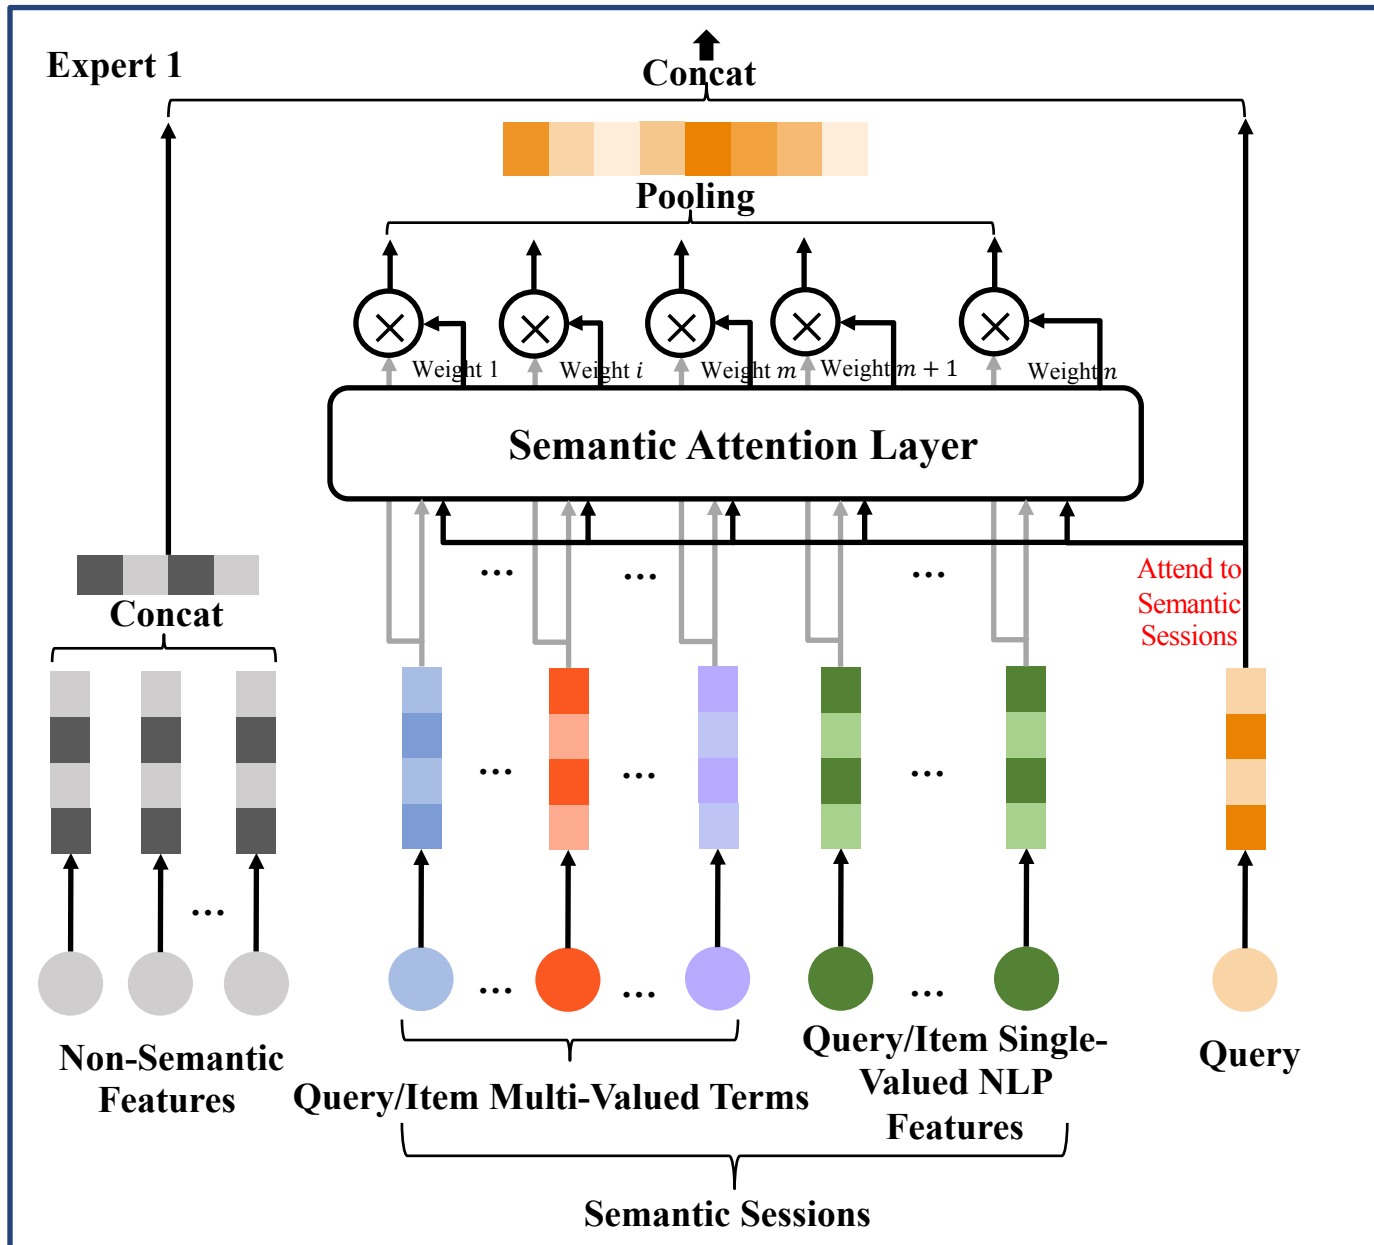 Expert 1
Concat
Pooling
Weight 1
Weight i
Weight m
Weight m + 1
Weight n
Semantic Attention Layer
...
...
...
Attend to
Semantic
Sessions
Concat
...
...
...
...
...
...
...
Non-Semantic
Features
Query/Item Multi-Valued Terms
Query/Item Single-
Valued NLP
Features
Query
Semantic Sessions